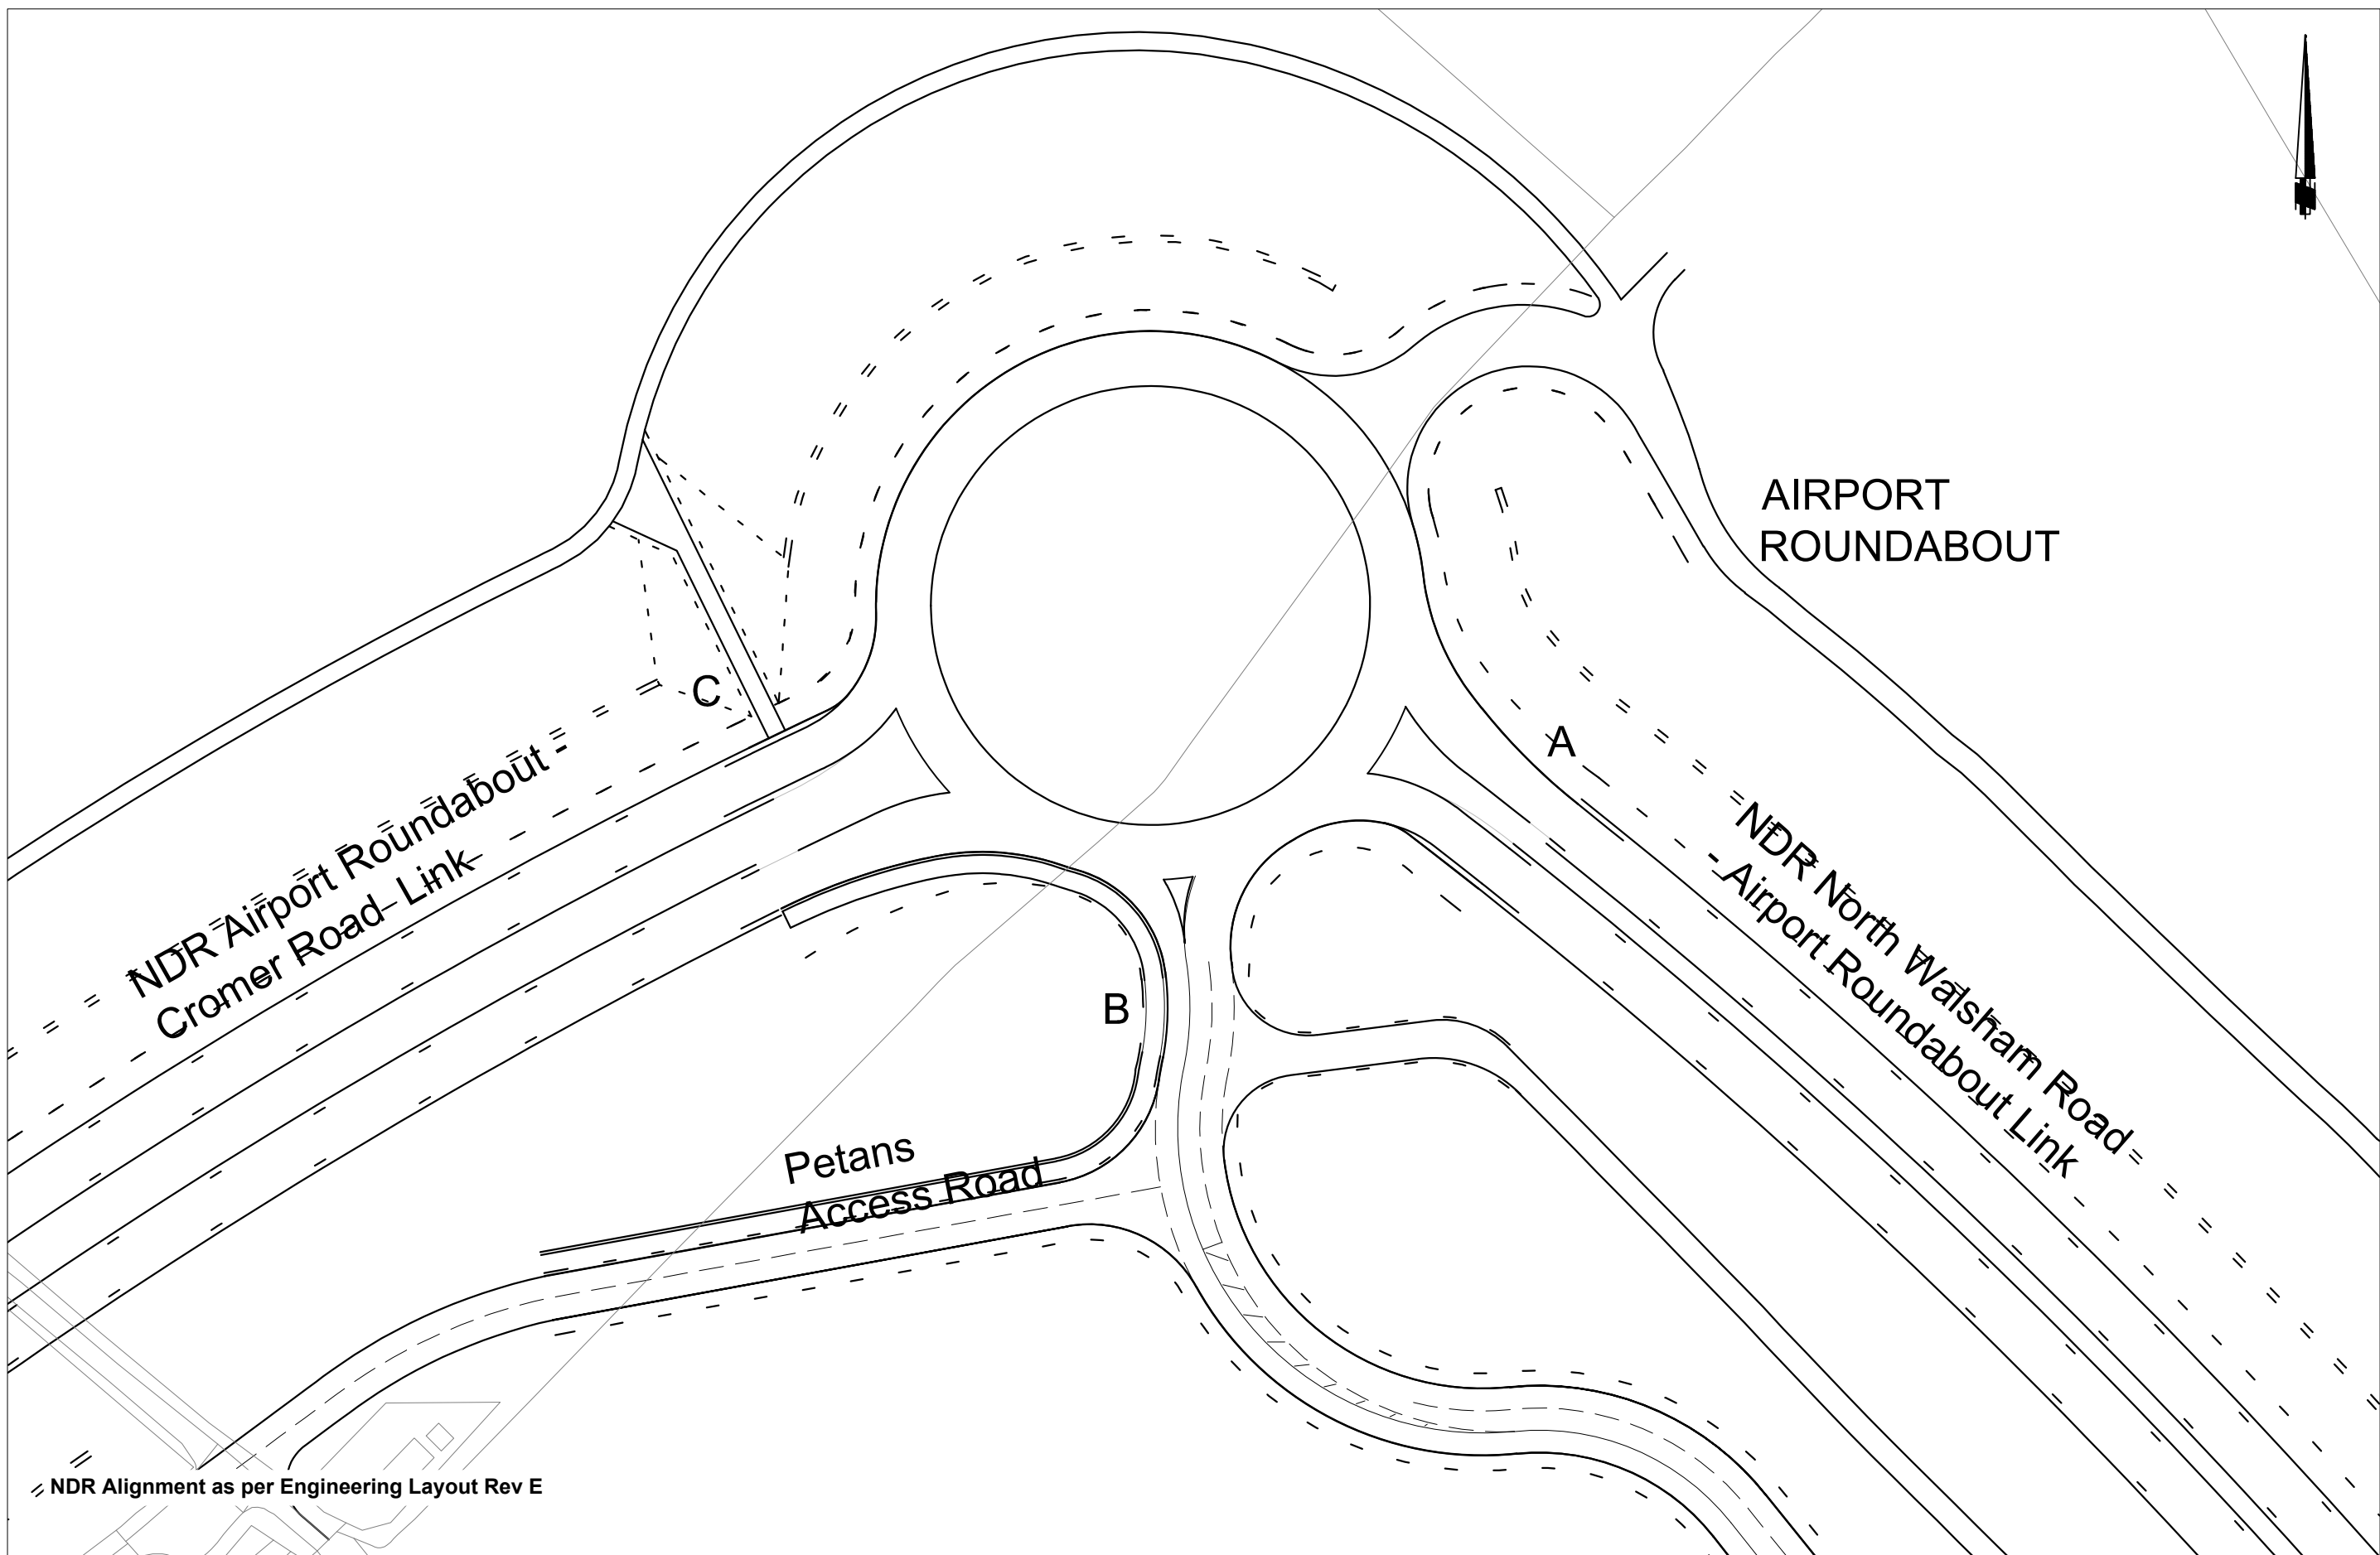 AIRPORT
ROUNDABOUT
C
A
NDR Airport Roundabout -
Cromer Road Link
NDR North Walsham Road
- Airport Roundabout Link
B
Petans
Access Road
NDR Alignment as per Engineering Layout Rev E